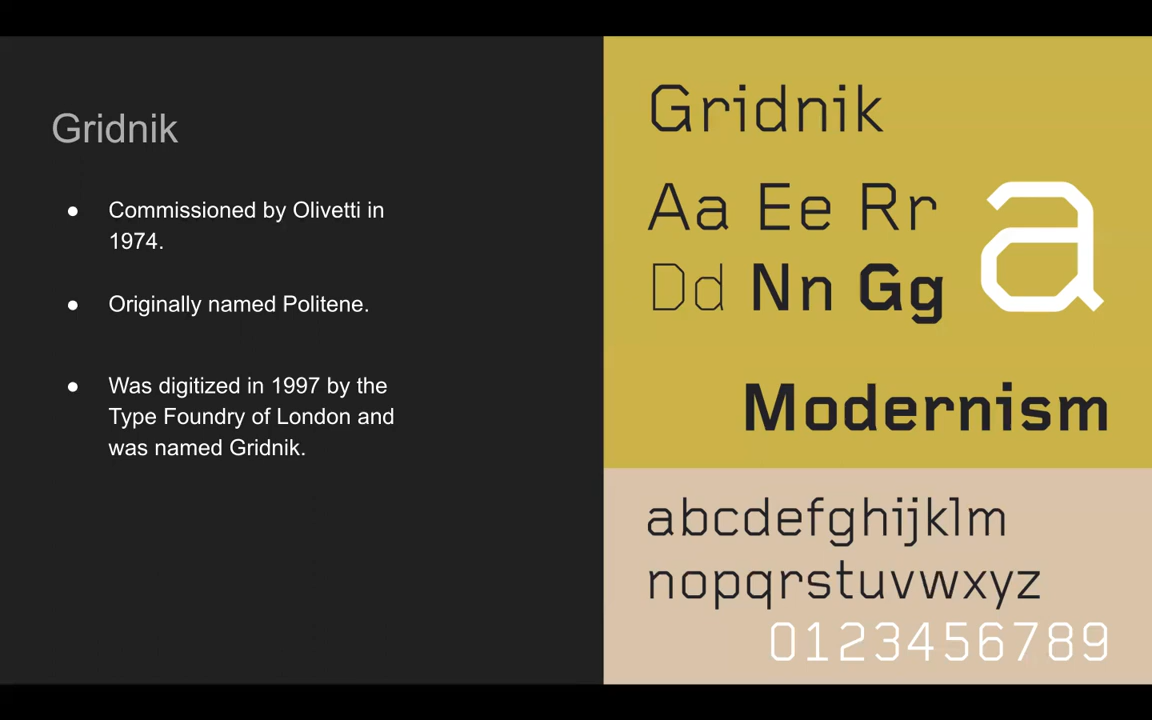 Gridnik
● Commissioned by Olivetti in
1974.
● Originally named Politene.
● Was digitized in 1997 by the
Type Foundry of London and
was named Gridnik.
Gridnik
Aa Ee Rr
a
Dd Nn Gg
Modernism
abcdefghijklm
nopqrstuvwxyz
0123456789